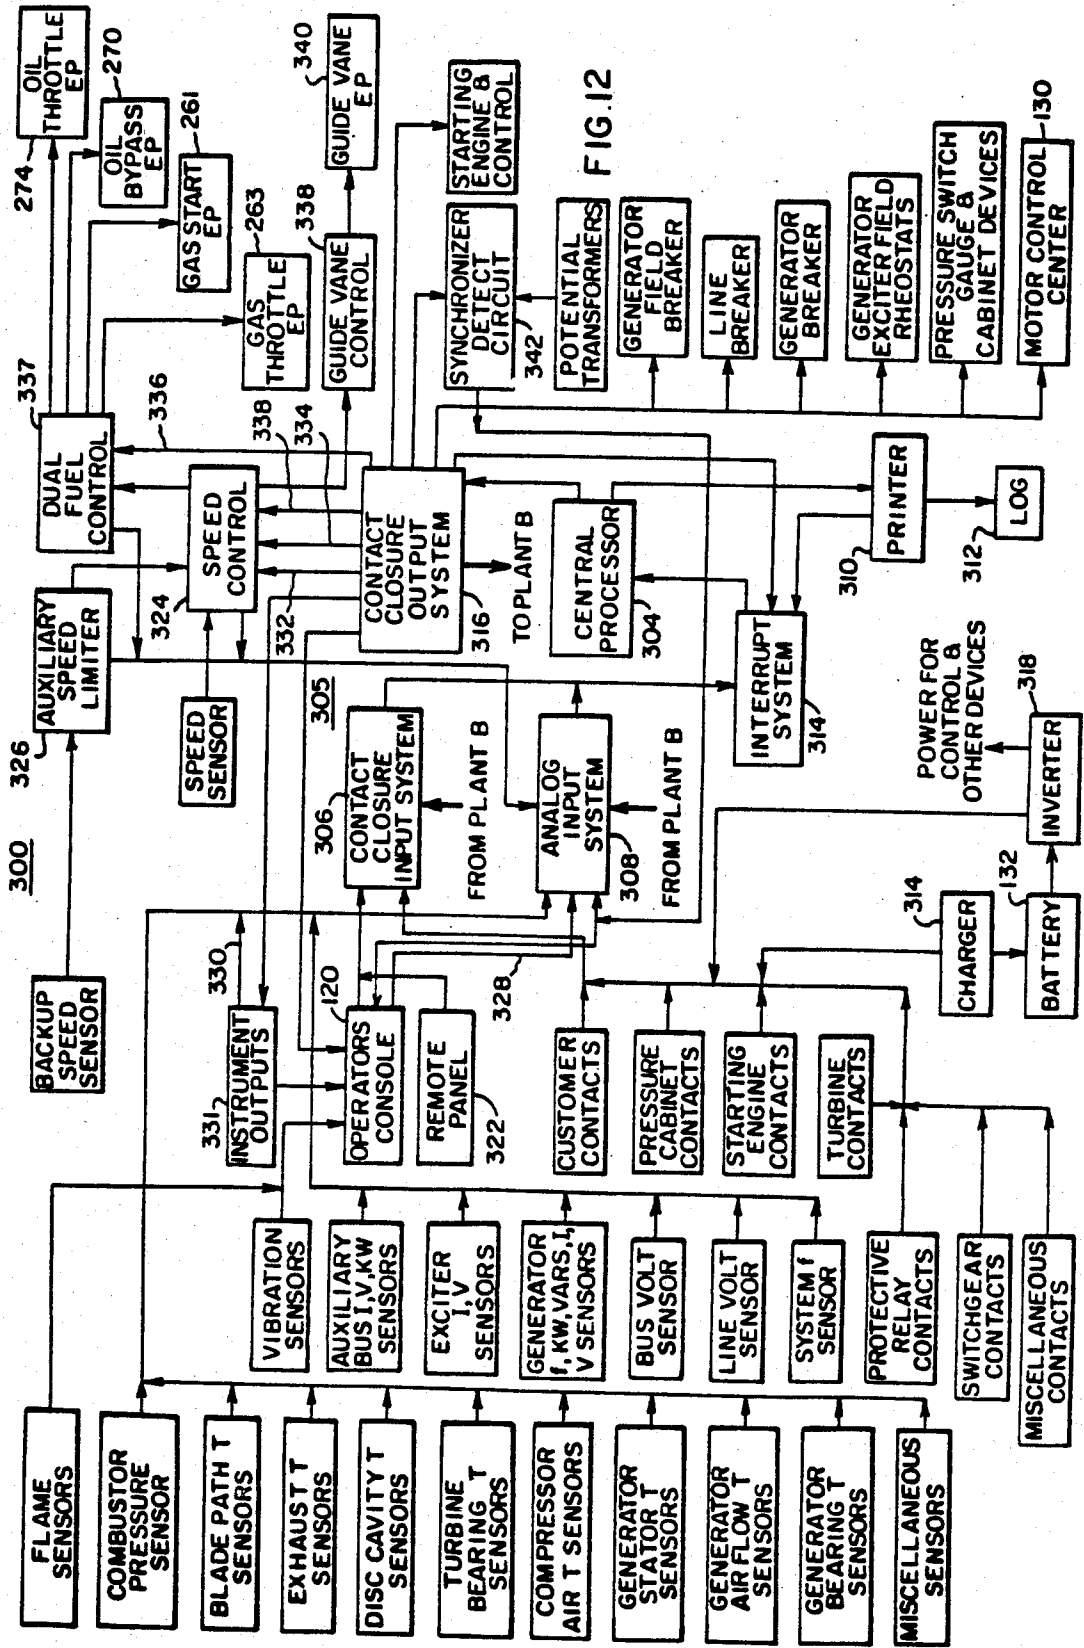 300
FLAME
SENSORS
COMBUSTOR
PRESSURE
SENSOR
BLADE PATH T
SENSORS
EXHAUST T
SENSORS
DISC CAVITY T
SENSORS
TURBINE
BEARING T
SENSORS
COMPRESSOR
AIR T SENSORS
GENERATOR
STATOR T
SENSORS
GENERATOR
AIR FLOW T
SENSORS
GENERATOR
BEARING T
SENSORS
MISCELLANEOUS
SENSORS
VIBRATION
SENSORS
AUXILIARY
BUS I,V,KW
SENSORS
EXCITER
I,V
SENSORS
GENERATOR
f,KW,VARS,I,
V SENSORS
BUS VOLT
SENSOR
LINE VOLT
SENSOR
SYSTEM f
SENSOR
PROTECTIVE
RELAY
CONTACTS
SWITCHGEAR
CONTACTS
MISCELLANEOUS
CONTACTS
BACKUP
SPEED
SENSOR
331
INSTRUMENT
OUTPUTS
330
120
OPERATORS
CONSOLE
REMOTE
PANEL
322
328
CUSTOMER
CONTACTS
PRESSURE
CABINET
CONTACTS
STARTING
ENGINE
CONTACTS
TURBINE
CONTACTS
314
CHARGER
132
BATTERY
318
INVERTER
POWER FOR
CONTROL &
OTHER DEVICES
326
AUXILIARY
SPEED
LIMITER
SPEED
SENSOR
305
306
CONTACT
CLOSURE
INPUT SYSTEM
FROM PLANT B
ANALOG
INPUT
SYSTEM
308
FROM PLANT B
INTERRUPT
SYSTEM
314
337
DUAL
FUEL
CONTROL
336
324
SPEED
CONTROL
338
334
332
CONTACT
CLOSURE
OUTPUT
SYSTEM
316
TO PLANT B
CENTRAL
PROCESSOR
304
310
PRINTER
312
LOG
274
OIL
THROTTLE
EP
270
OIL
BYPASS
EP
261
GAS START
EP
263
GAS
THROTTLE
EP
338
GUIDE VANE
CONTROL
340
GUIDE VANE
EP
STARTING
ENGINE &
CONTROL
SYNCHRONIZER
DETECT
CIRCUIT
342
POTENTIAL
TRANSFORMERS
GENERATOR
FIELD
BREAKER
LINE
BREAKER
GENERATOR
BREAKER
GENERATOR
EXCITER FIELD
RHEOSTATS
PRESSURE SWITCH
GAUGE &
CABINET DEVICES
130
MOTOR CONTROL
CENTER
FIG.12